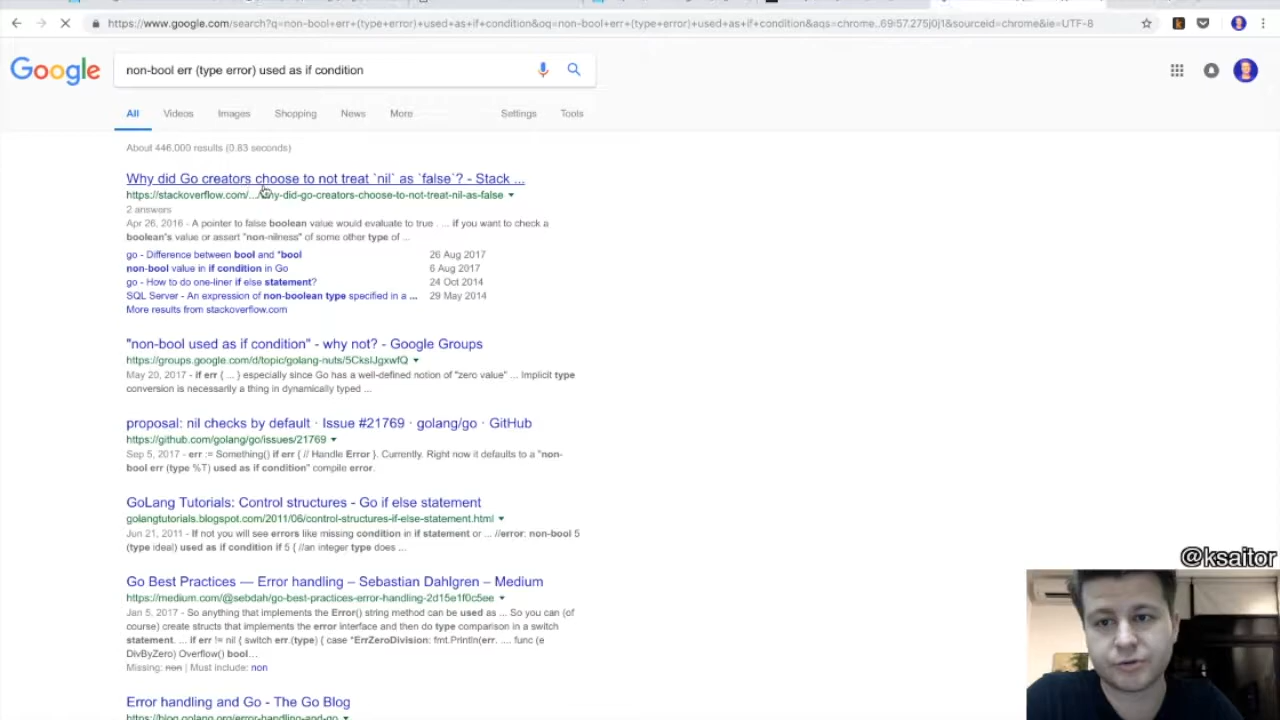 https://www.google.com/search?q=non-bool+err+(type+error)+used+as+if+condition&oq=non-bool+err+(type+error)+used+as+if+condition&aqs=chrome..69i57.275j0j1&sourceid=chrome&ie=UTF-8
Google
non-bool err (type error) used as if condition
All Videos Images Shopping News More Settings Tools
About 446,000 results (0.83 seconds)
Why did Go creators choose to not treat `nil` as `false`? - Stack ...
https://stackoverflow.com/.../why-did-go-creators-choose-to-not-treat-nil-as-false
2 answers
Apr 26, 2016 - A pointer to false boolean value would evaluate to true . ... if you want to check a
boolean's value or assert "non-nilness" of some other type of ...
go - Difference between bool and *bool 26 Aug 2017
non-bool value in if condition in Go 6 Aug 2017
go - How to do one-liner if else statement? 24 Oct 2014
SQL Server - An expression of non-boolean type specified in a ... 29 May 2014
More results from stackoverflow.com
"non-bool used as if condition" - why not? - Google Groups
https://groups.google.com/d/topic/golang-nuts/5CksIJgxwfQ
May 20, 2017 - if err { ... } especially since Go has a well-defined notion of "zero value" ... Implicit type
conversion is necessarily a thing in dynamically typed ...
proposal: nil checks by default · Issue #21769 · golang/go · GitHub
https://github.com/golang/go/issues/21769
Sep 5, 2017 - err := Something() if err { // Handle Error }. Currently. Right now it defaults to a "non-
bool err (type %T) used as if condition" compile error.
GoLang Tutorials: Control structures - Go if else statement
golangtutorials.blogspot.com/2011/06/control-structures-if-else-statement.html
Jun 21, 2011 - If not you will see errors like missing condition in if statement or ... //error: non-bool 5
(type ideal) used as if condition if 5 { //an integer type does ...
Go Best Practices — Error handling – Sebastian Dahlgren – Medium
https://medium.com/@sebdah/go-best-practices-error-handling-2d15e1f0c5ee
Jan 5, 2017 - So anything that implements the Error() string method can be used as ... So you can (of
course) create structs that implements the error interface and then do type comparison in a switch
statement. ... if err != nil { switch err.(type) { case *ErrZeroDivision: fmt.Println(err. .... func (e
DivByZero) Overflow() bool...
Missing: non | Must include: non
Error handling and Go - The Go Blog
https://blog.golang.org/error-handling-and-go
@ksaitor